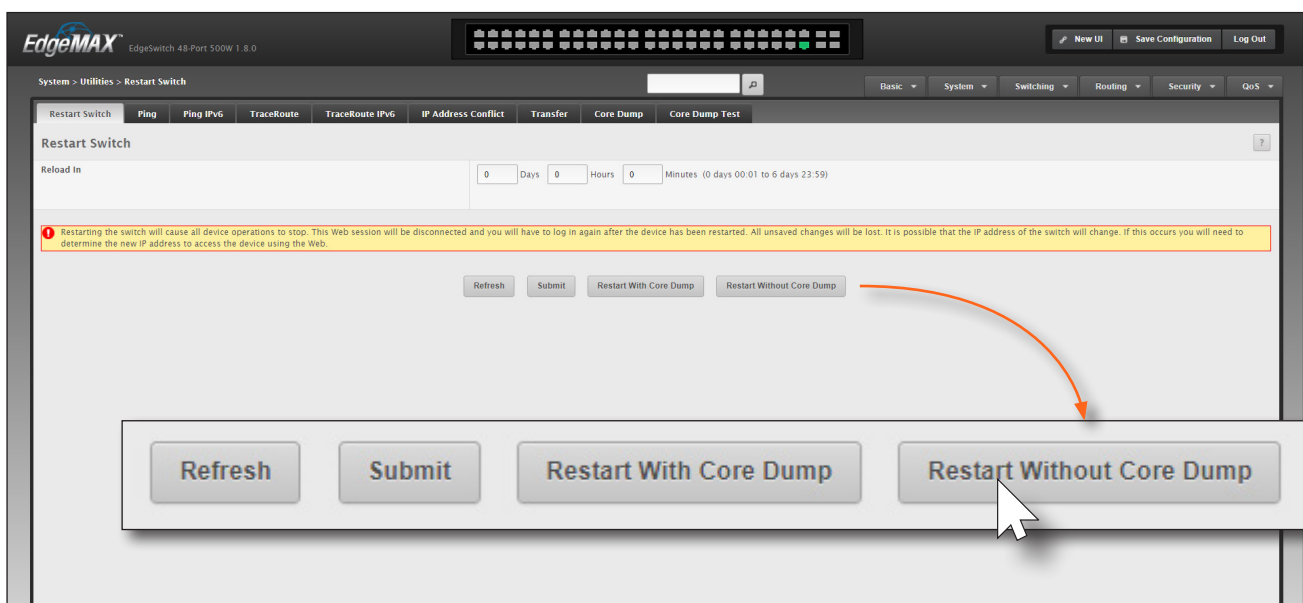 EdgeMAX™ EdgeSwitch 48-Port 500W 1.8.0
New UI Save Configuration Log Out
System > Utilities > Restart Switch
Basic System Switching Routing Security QoS
Restart Switch Ping Ping IPv6 TraceRoute TraceRoute IPv6 IP Address Conflict Transfer Core Dump Core Dump Test
Restart Switch ?
Reload In 0 Days 0 Hours 0 Minutes (0 days 00:01 to 6 days 23:59)
Restarting the switch will cause all device operations to stop. This Web session will be disconnected and you will have to log in again after the device has been restarted. All unsaved changes will be lost. It is possible that the IP address of the switch will change. If this occurs you will need to
determine the new IP address to access the device using the Web.
Refresh Submit Restart With Core Dump Restart Without Core Dump
Refresh Submit Restart With Core Dump Restart Without Core Dump